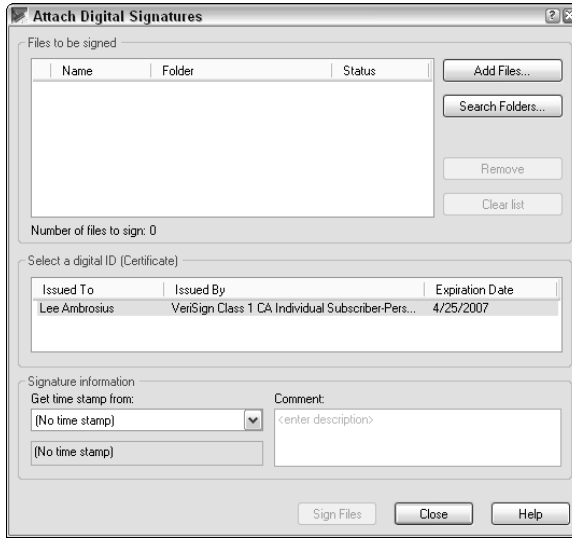 Attach Digital Signatures
Files to be signed
Name Folder Status
Add Files...
Search Folders...
Remove
Clear list
Number of files to sign: 0
Select a digital ID (Certificate)
Issued To Issued By Expiration Date
Lee Ambrosius VeriSign Class 1 CA Individual Subscriber-Pers... 4/25/2007
Signature information
Get time stamp from: Comment:
(No time stamp) <enter description>
(No time stamp)
Sign Files Close Help